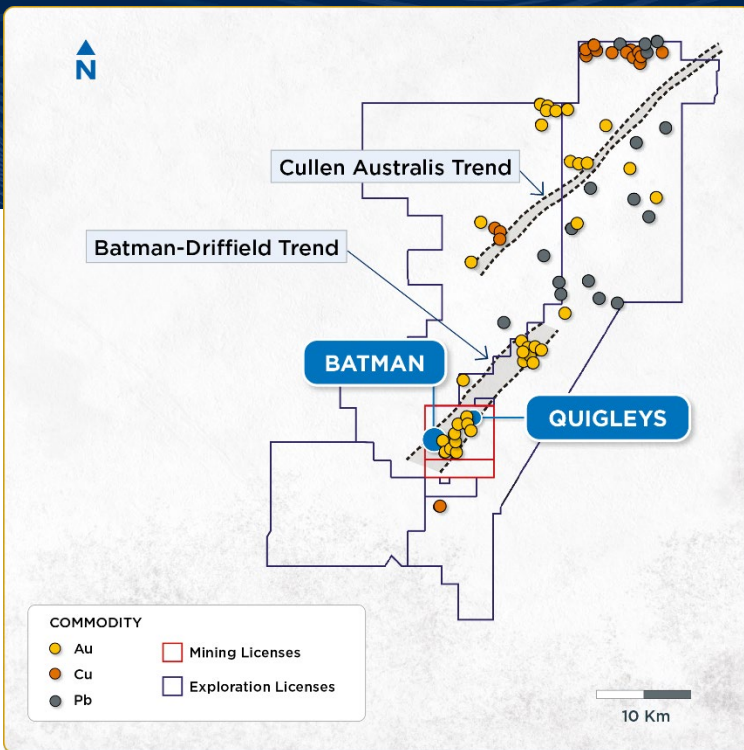 N
Cullen Australis Trend
Batman-Driffield Trend
BATMAN
QUIGLEYS
COMMODITY
Au
Cu
Pb
Mining Licenses
Exploration Licenses
10 Km